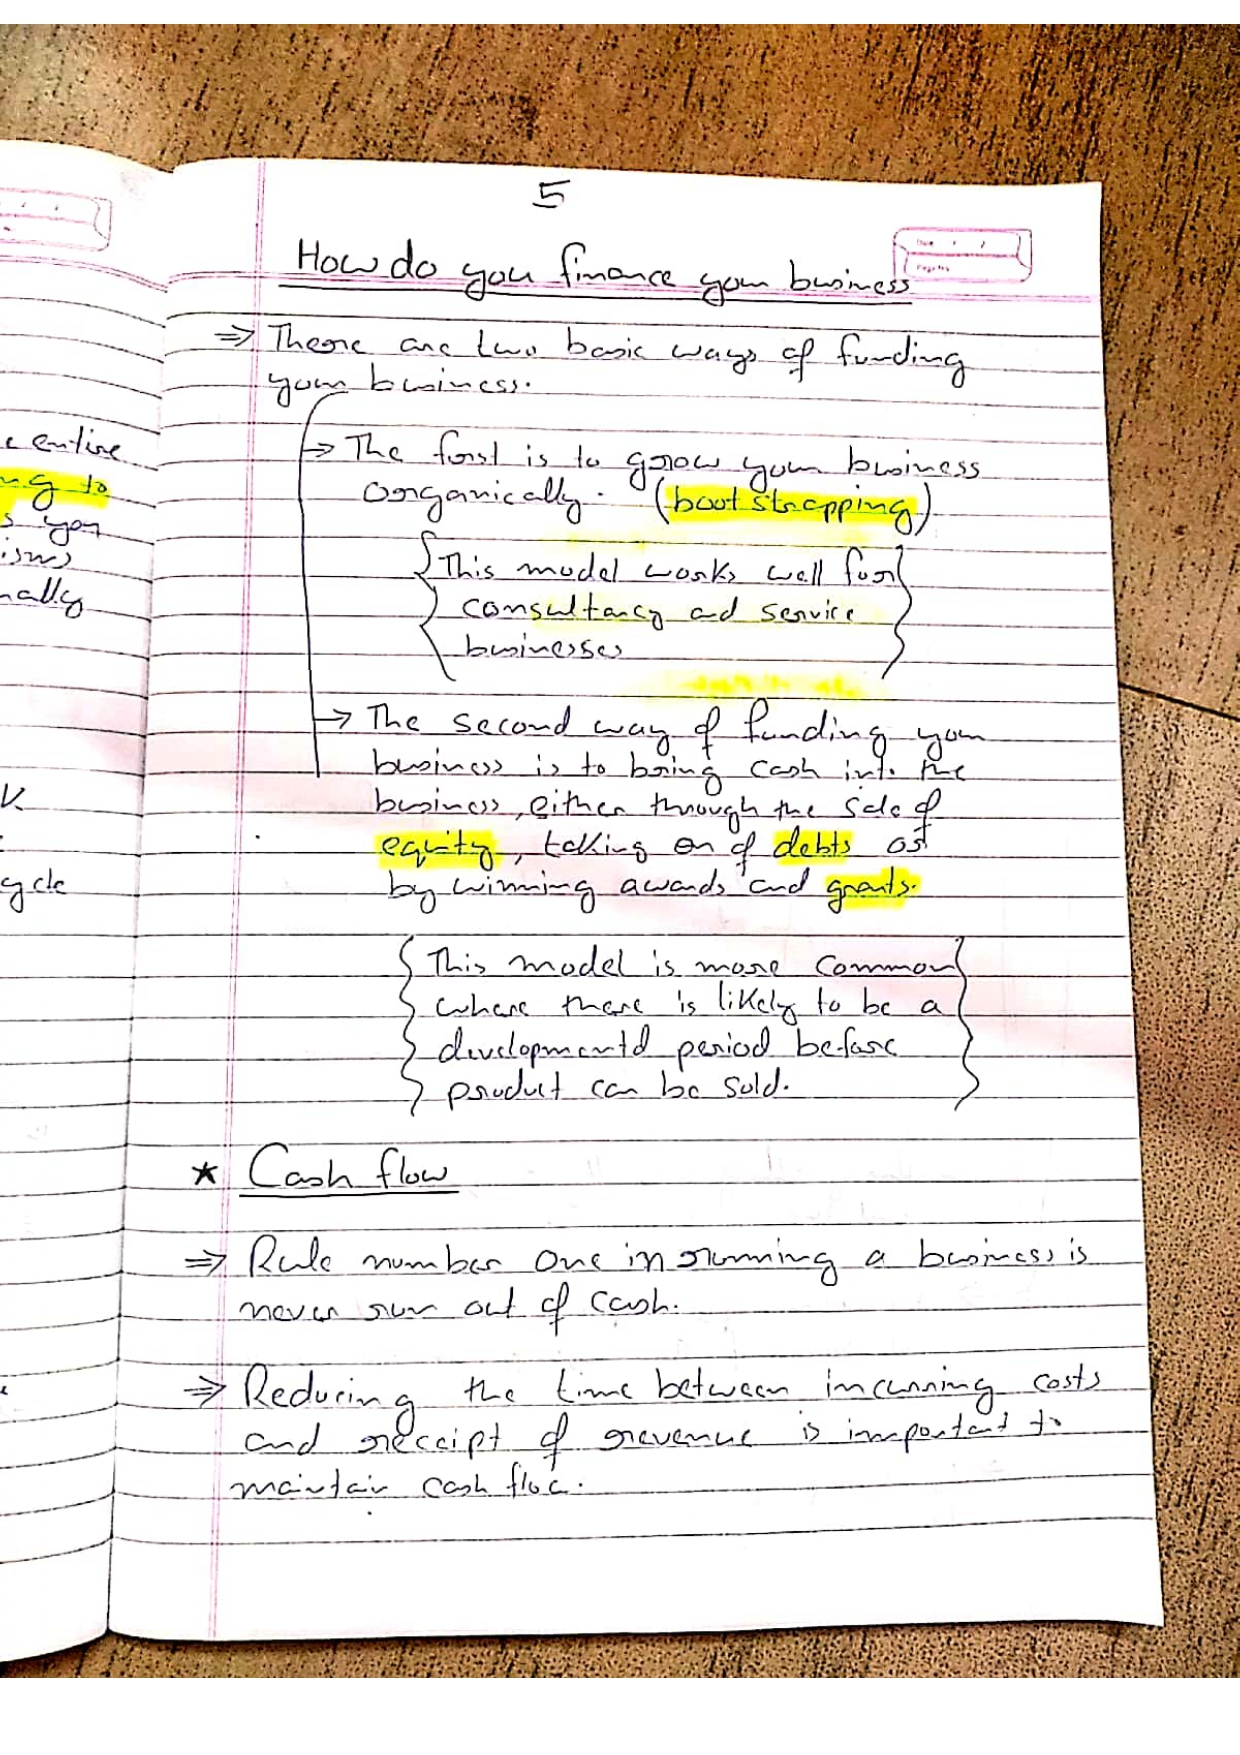 5
How do you finance your business
⇒ There are two basic ways of funding
your business.
→ The first is to grow your business
organically. (bootstrapping)
{This model works well for}
consultancy and service
businesses
→ The second way of funding your
business is to bring cash into the
business, either through the sale of
equity, taking on of debts or
by winning awards and grants.
{This model is more common}
where there is likely to be a
developmental period before
product can be sold.
★ Cash flow
⇒ Rule number one in running a business is
never run out of cash.
⇒ Reducing the time between incurring costs
and receipt of revenue is important to
maintain cash flow.
entire
ng to
s you
isms
nally
K
ycle